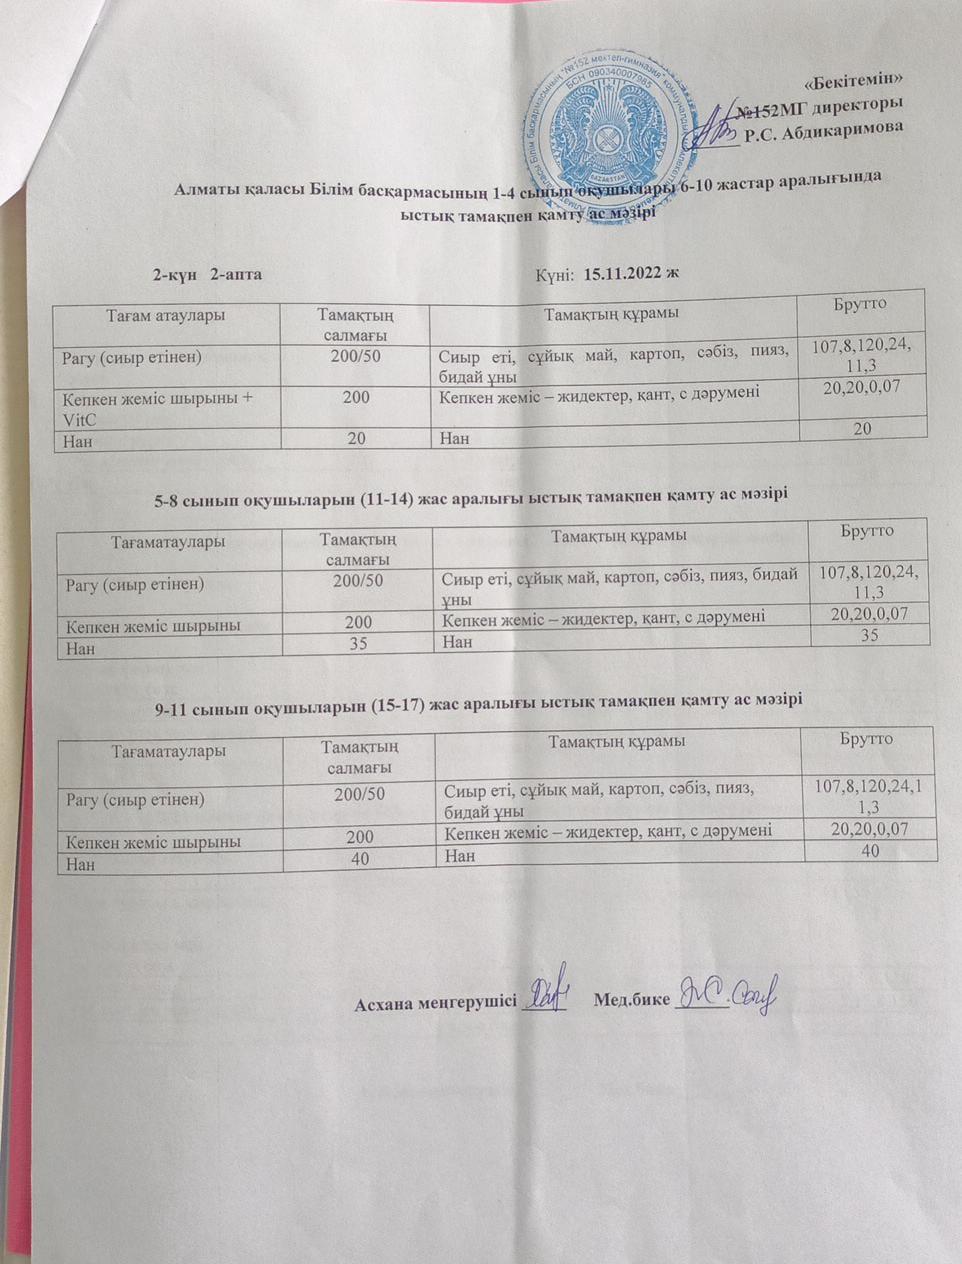 «Бекітемін»
№152МГ директоры
Р.С. Абдикаримова
БСН 090340007985
QAZAQSTAN
Алматы қаласы Білім басқармасының 1-4 сынып оқушылары 6-10 жастар аралығында
ыстық тамақпен қамту ас мәзірі
2-күн 2-апта Күні: 15.11.2022 ж
Тағам атаулары Тамақтың салмағы Тамақтың құрамы Брутто
Рагу (сиыр етінен) 200/50 Сиыр еті, сұйық май, картоп, сәбіз, пияз, 107,8,120,24,
бидай ұны 11,3
Кепкен жеміс шырыны + 200 Кепкен жеміс – жидектер, қант, с дәрумені 20,20,0,07
VitC
Нан 20 Нан 20
5-8 сынып оқушыларын (11-14) жас аралығы ыстық тамақпен қамту ас мәзірі
Тағаматаулары Тамақтың салмағы Тамақтың құрамы Брутто
Рагу (сиыр етінен) 200/50 Сиыр еті, сұйық май, картоп, сәбіз, пияз, бидай 107,8,120,24,
ұны 11,3
Кепкен жеміс шырыны 200 Кепкен жеміс – жидектер, қант, с дәрумені 20,20,0,07
Нан 35 Нан 35
9-11 сынып оқушыларын (15-17) жас аралығы ыстық тамақпен қамту ас мәзірі
Тағаматаулары Тамақтың салмағы Тамақтың құрамы Брутто
Рагу (сиыр етінен) 200/50 Сиыр еті, сұйық май, картоп, сәбіз, пияз, 107,8,120,24,1
бидай ұны 1,3
Кепкен жеміс шырыны 200 Кепкен жеміс – жидектер, қант, с дәрумені 20,20,0,07
Нан 40 Нан 40
Асхана меңгерушісі Мед.бике